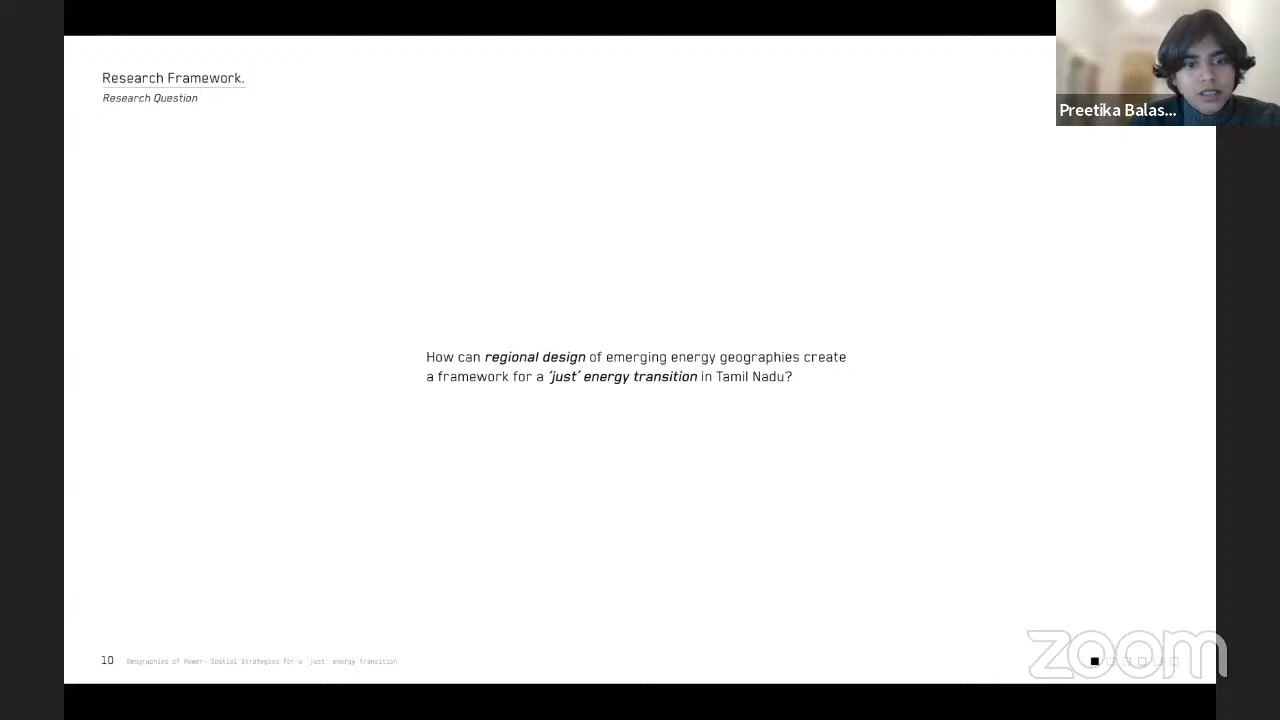 Research Framework.
Research Question
Preetika Balas...
How can regional design of emerging energy geographies create
a framework for a ‘just’ energy transition in Tamil Nadu?
10 Geographies of Power- Spatial Strategies for a 'just' energy transition
zoom